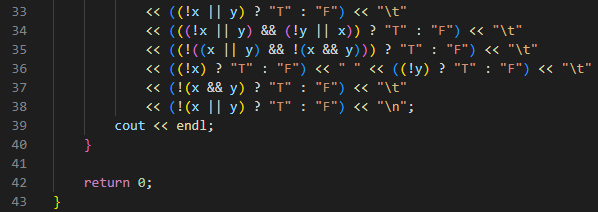 33 << ((!x || y) ? "T" : "F") << "\t"
34 << (((!x || y) && (!y || x)) ? "T" : "F") << "\t"
35 << ((!((x || y) && !(x && y))) ? "T" : "F") << "\t"
36 << ((!x) ? "T" : "F") << " " << ((!y) ? "T" : "F") << "\t"
37 << (!(x && y) ? "T" : "F") << "\t"
38 << (!(x || y) ? "T" : "F") << "\n";
39 cout << endl;
40 }
41
42 return 0;
43 }